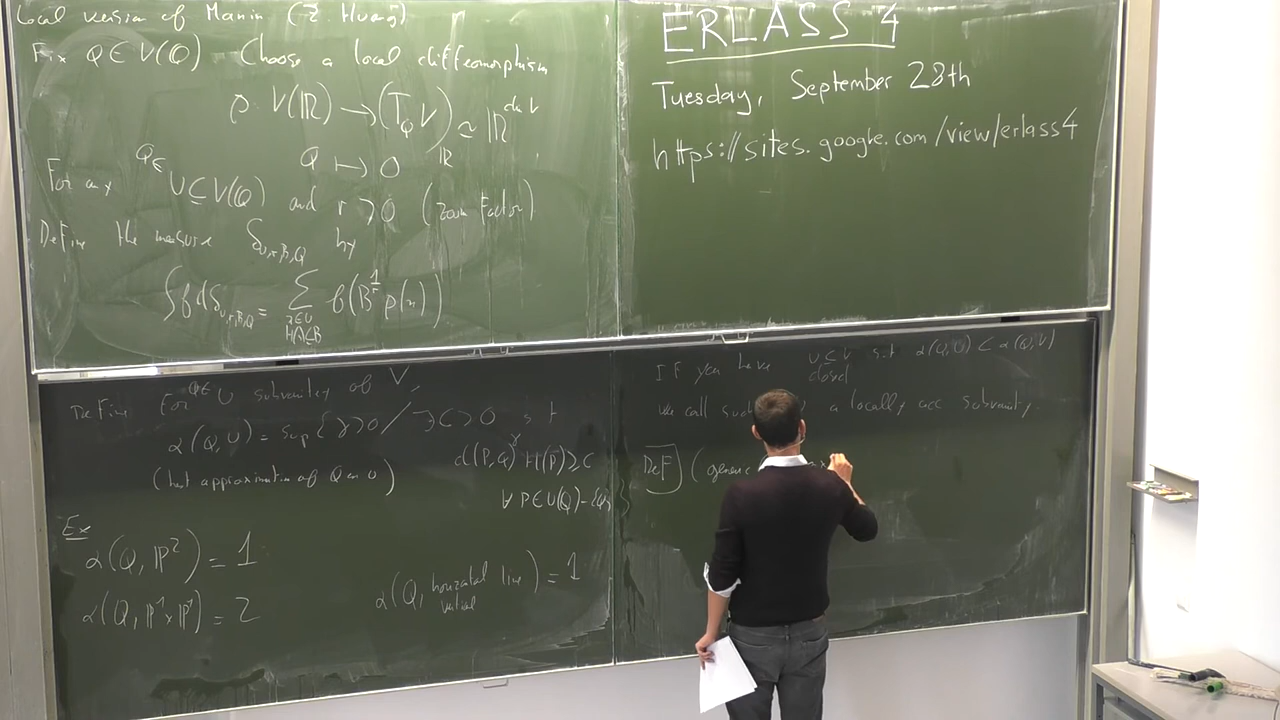 Local version of Manin (Z. Huang)
Fix Q ∈ V(Q) Choose a local diffeomorphism
ρ: V(ℝ) → (T_Q V)_ℝ ≃ ℝ^{dim V}
Q ↦ 0
For any Q∈ U ⊆ V(Q) and r > 0 (zoom factor)
Define the measure δ_{U,r,B,Q} by
∫ f dδ_{U,r,B,Q} = Σ_{x∈U, H(x)≤B} f(B^{1/r} ρ(x))
ERLASS 4
Tuesday, September 28th
https://sites.google.com/view/erlass4
Define For Q∈ U subvariety of V,
α(Q, U) = sup { γ > 0 / ∃ C > 0 s t
d(P,Q)^γ H(P) ≥ C
(best approximation of Q on U)
∀ P ∈ U(Q) -
Ex
α(Q, ℙ²) = 1
α(Q, ℙ¹ x ℙ¹) = 2
α(Q, horizontal line) = 1
vertical
IF you have U ⊆ V s.t α(Q, U) < α(Q, V)
closed
We call such a locally acc subvariety.
DEF] (generic